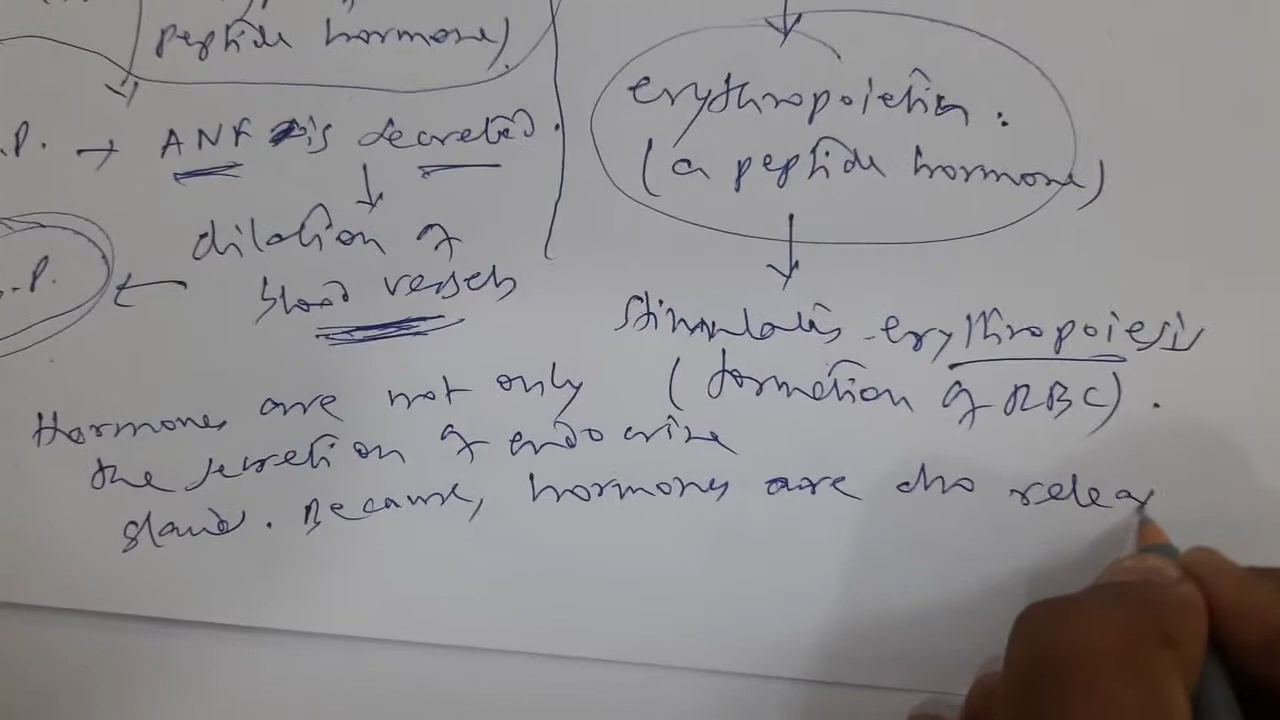 peptide hormone)
.P. → ANF is secreted.
↓
dilation of
blood vessels
←
.P.
↓
erythropoietin.
(a peptide hormone)
↓
stimulates erythropoiesis
(formation of RBC).
Hormones are not only
the secretion of endocrine
gland. Because, hormones are also releas